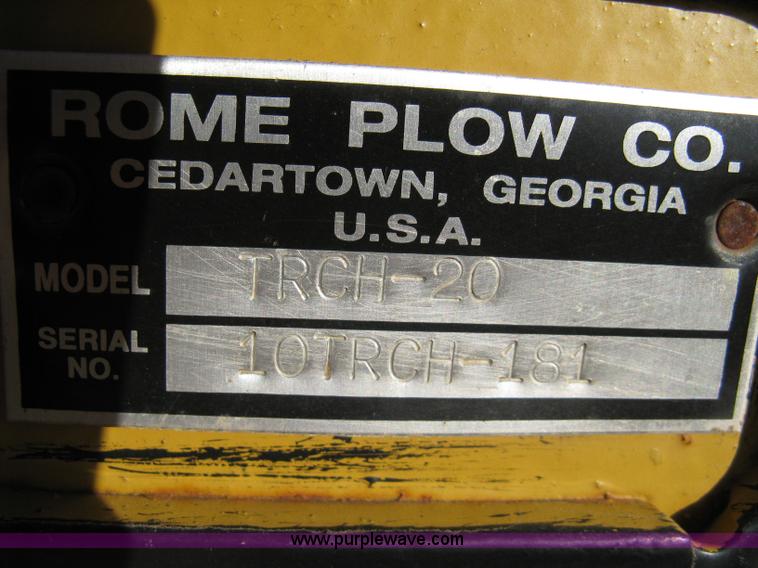 ROME PLOW CO.
CEDARTOWN, GEORGIA
U.S.A.
MODEL TRCH-20
SERIAL NO. 10TRCH-181
www.purplewave.com